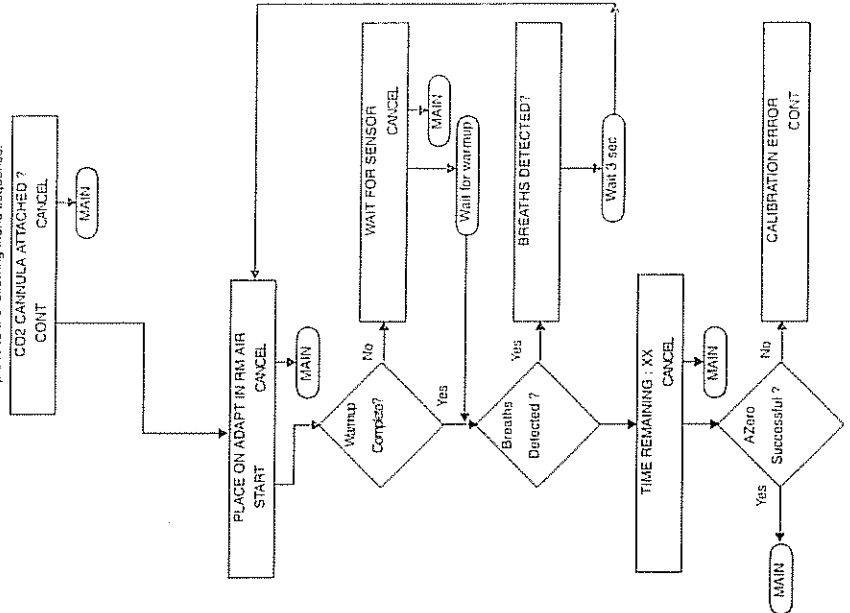 CO2 CANNULA ATTACHED ?
CONT CANCEL
MAIN
PLACE ON ADAPT IN RM AIR
START CANCEL
MAIN
Warmup
Complete?
No
Yes
WAIT FOR SENSOR
CANCEL
MAIN
Wait for warmup
Breaths
Detected ?
Yes
BREATHS DETECTED?
Wait 3 sec
TIME REMAINING : XX
CANCEL
MAIN
AZero
Successful ?
Yes
No
MAIN
CALIBRATION ERROR
CONT